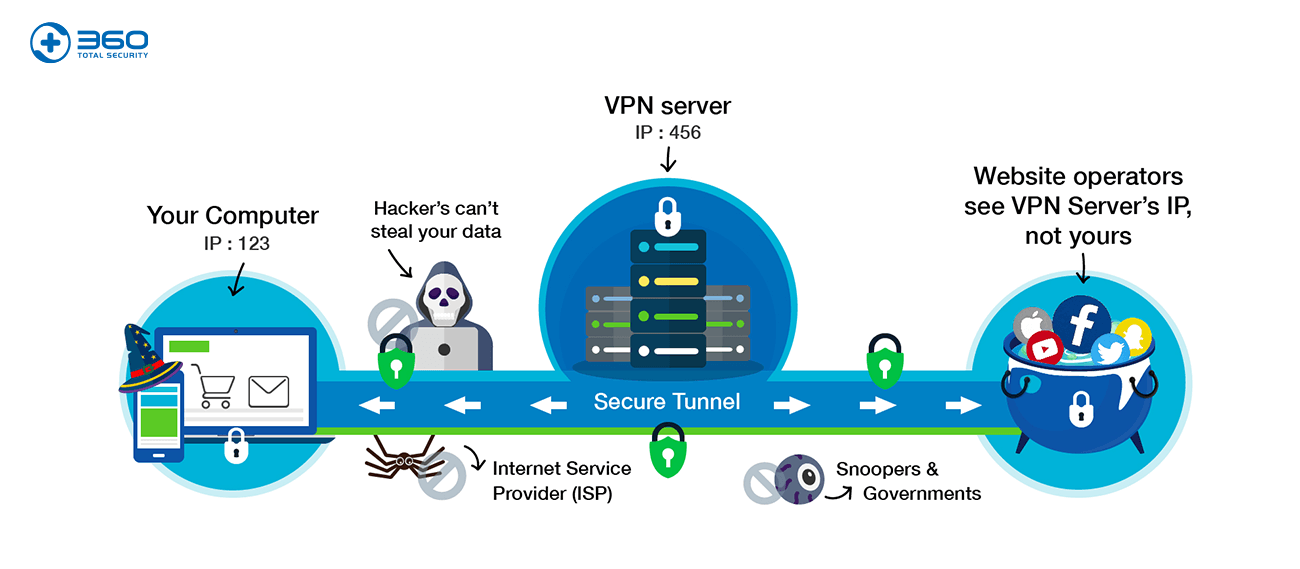 360
TOTAL SECURITY
VPN server
IP : 456
Your Computer
IP : 123
Hacker's can't
steal your data
Website operators
see VPN Server's IP,
not yours
Secure Tunnel
Internet Service
Provider (ISP)
Snoopers &
Governments